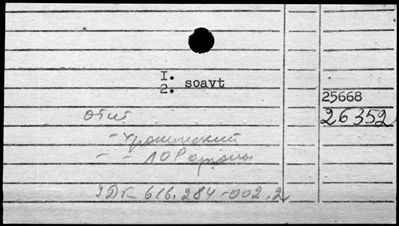 I.
2. soavt
25668
26352
отит
- хронический
- - ЛОР органы
УДК 616.284-002.2